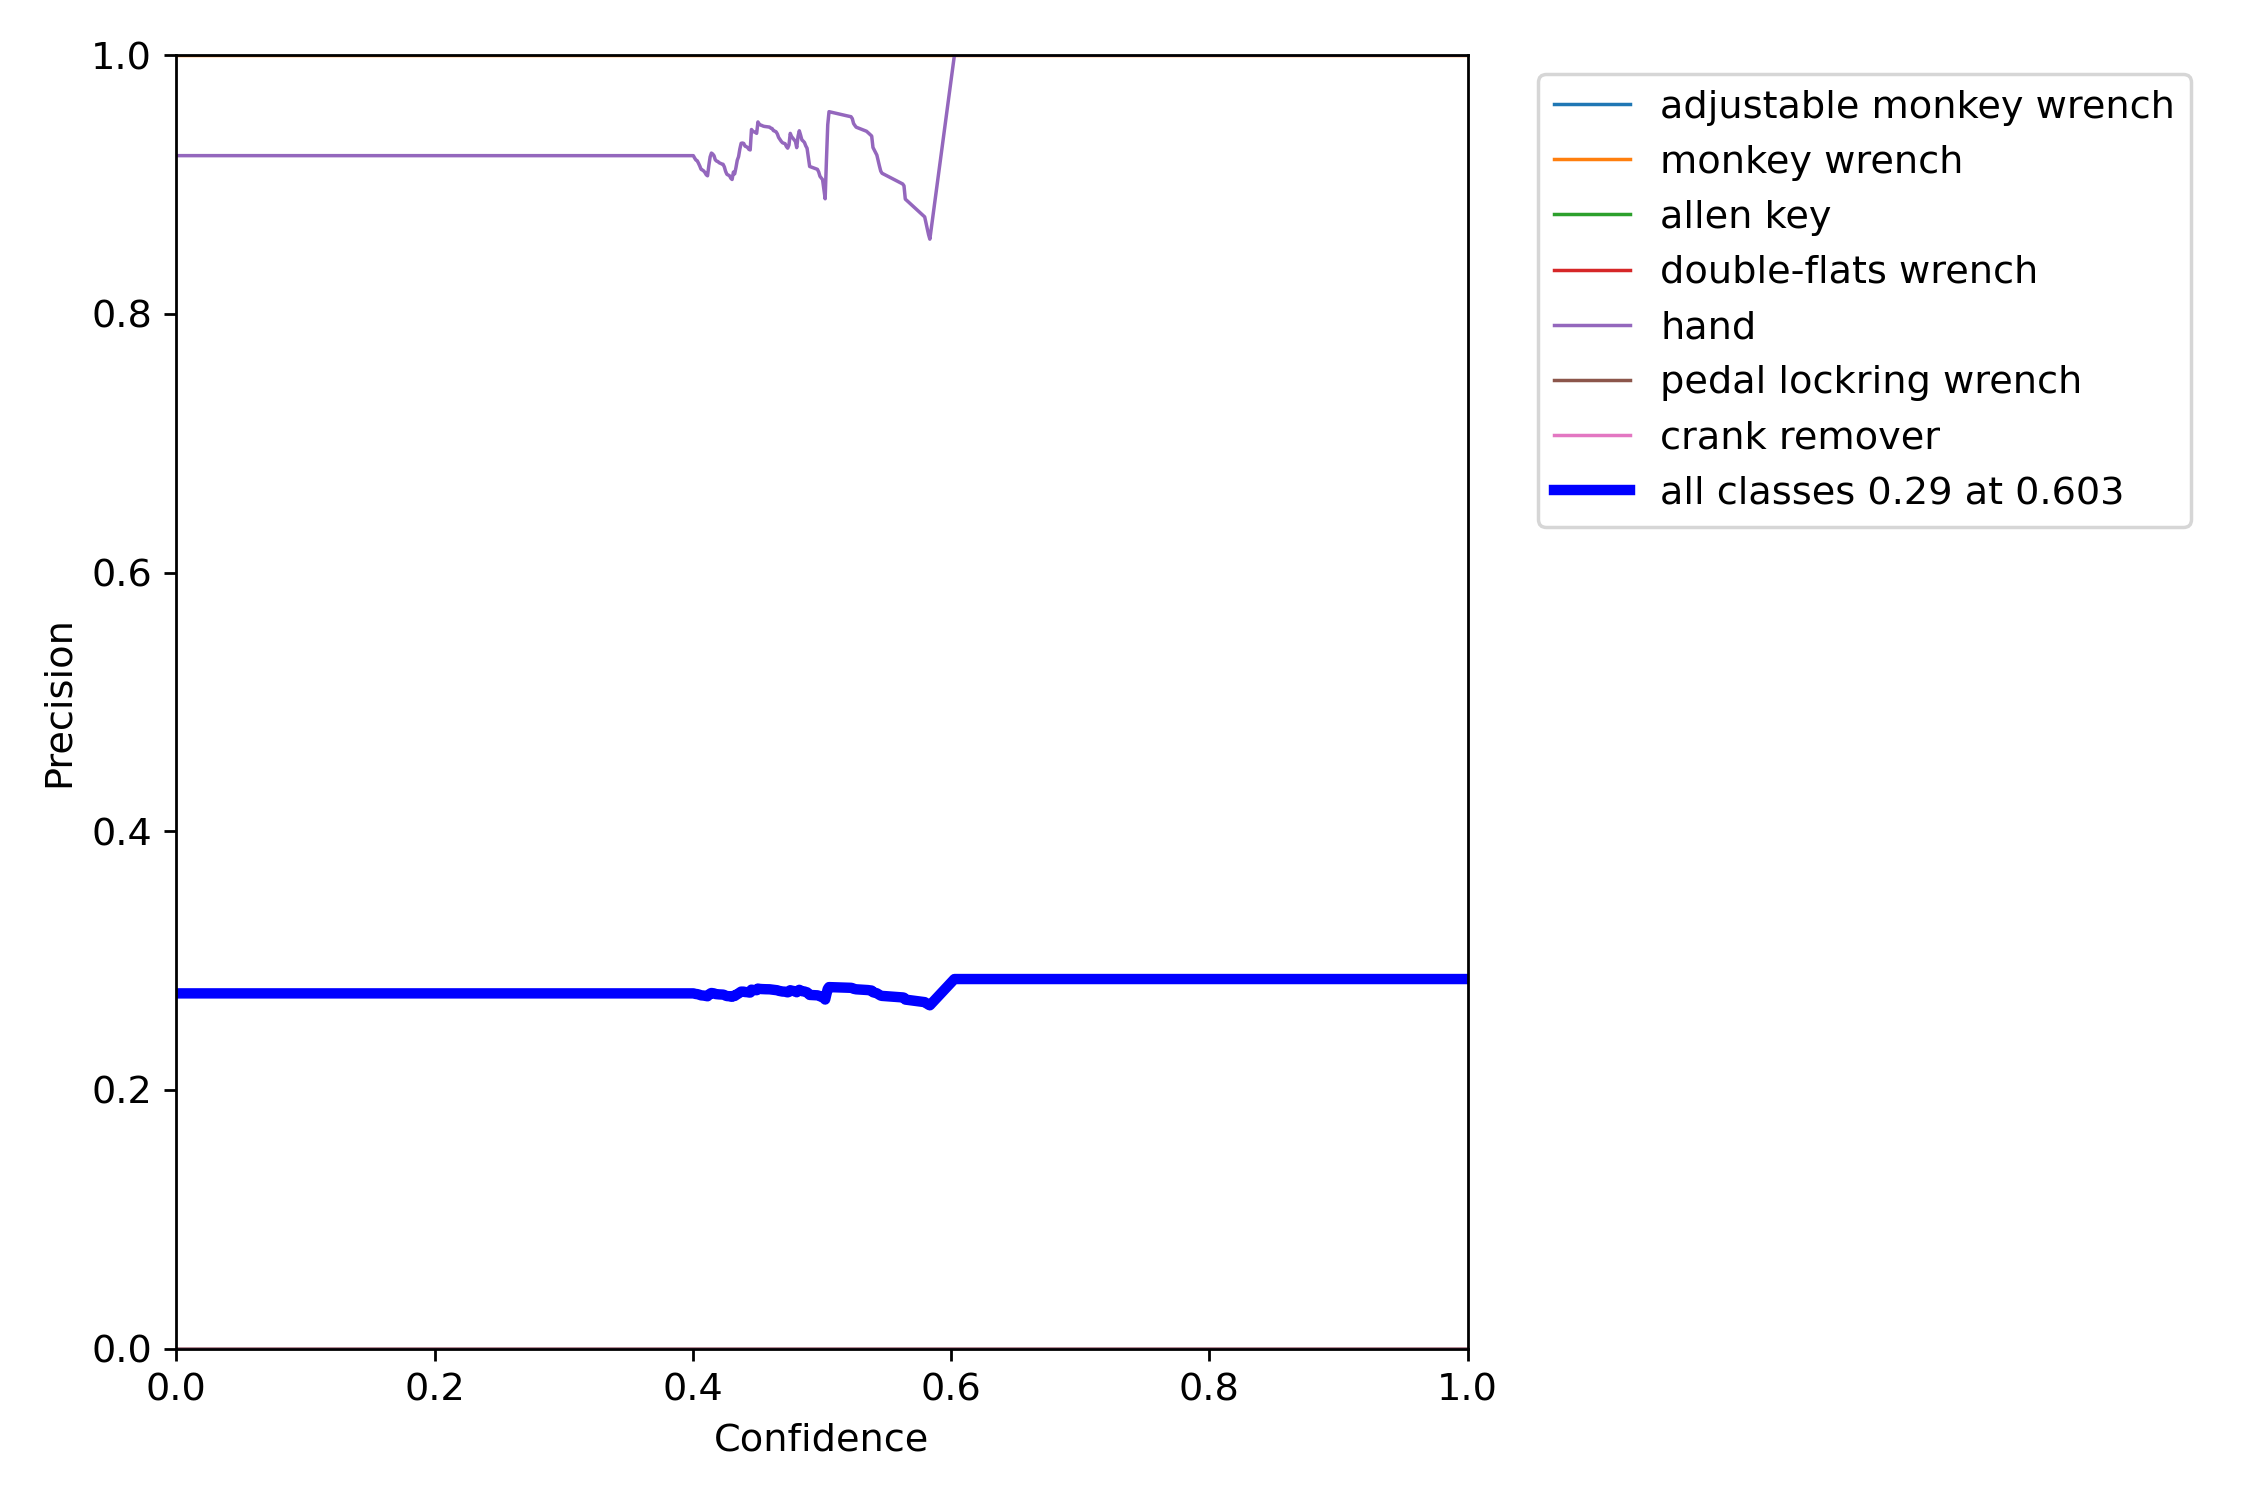 1.0
0.8
0.6
0.4
0.2
0.0
Precision
0.0 0.2 0.4 0.6 0.8 1.0
Confidence
adjustable monkey wrench
monkey wrench
allen key
double-flats wrench
hand
pedal lockring wrench
crank remover
all classes 0.29 at 0.603